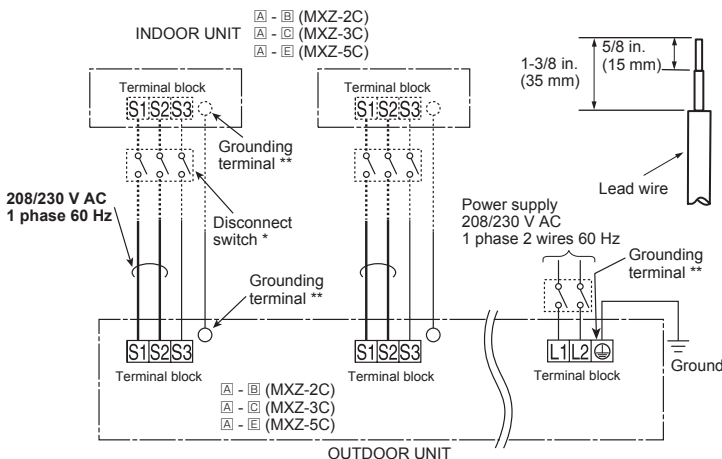 INDOOR UNIT
A - B (MXZ-2C)
A - C (MXZ-3C)
A - E (MXZ-5C)
Terminal block
S1 S2 S3
Grounding
terminal **
Disconnect
switch *
208/230 V AC
1 phase 60 Hz
Grounding
terminal **
S1 S2 S3
Terminal block
Terminal block
S1 S2 S3
S1 S2 S3
Terminal block
5/8 in.
(15 mm)
1-3/8 in.
(35 mm)
Lead wire
Power supply
208/230 V AC
1 phase 2 wires 60 Hz
Grounding
terminal **
L1 L2
Terminal block
Ground
A - B (MXZ-2C)
A - C (MXZ-3C)
A - E (MXZ-5C)
OUTDOOR UNIT